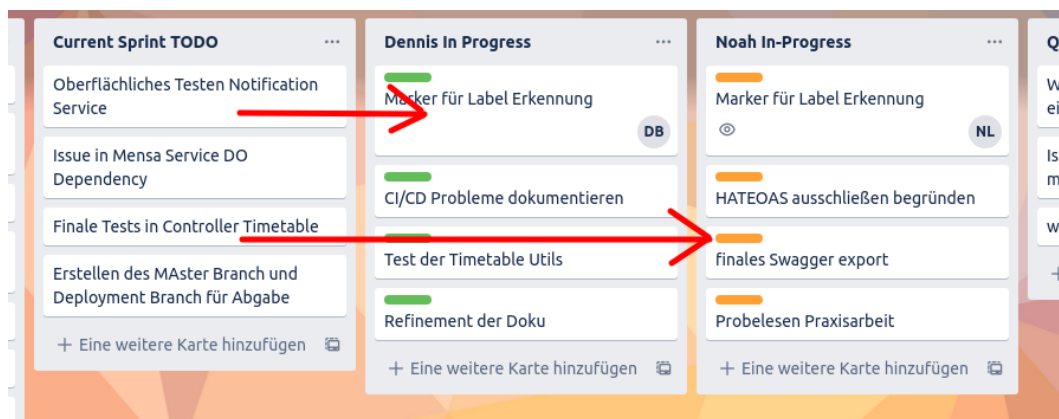 Current Sprint TODO
Oberflächliches Testen Notification
Service
Issue in Mensa Service DO
Dependency
Finale Tests in Controller Timetable
Erstellen des MAster Branch und
Deployment Branch für Abgabe
+ Eine weitere Karte hinzufügen
Dennis In Progress
Marker für Label Erkennung
DB
CI/CD Probleme dokumentieren
Test der Timetable Utils
Refinement der Doku
+ Eine weitere Karte hinzufügen
Noah In-Progress
Marker für Label Erkennung
NL
HATEOAS ausschließen begründen
finales Swagger export
Probelesen Praxisarbeit
+ Eine weitere Karte hinzufügen